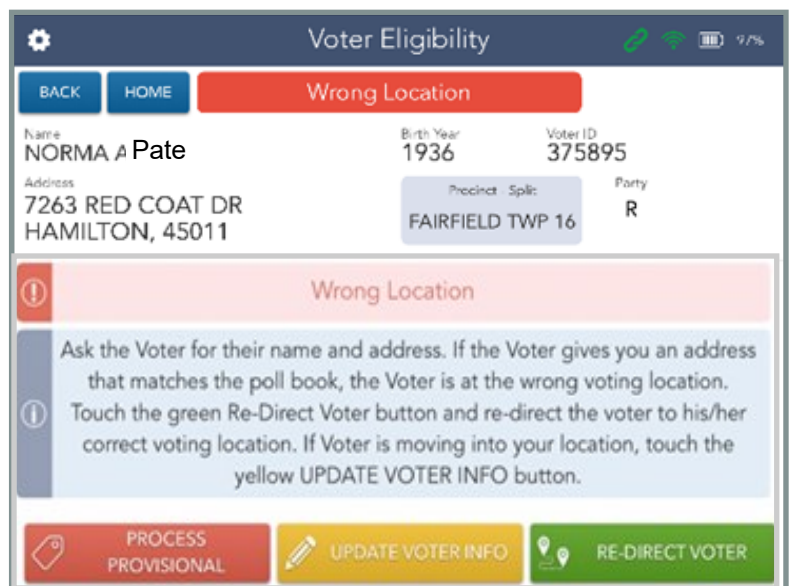 Voter Eligibility 97%
BACK HOME Wrong Location
Name Birth Year Voter ID
NORMA A Pate 1936 375895
Address Precinct - Split Party
7263 RED COAT DR FAIRFIELD TWP 16 R
HAMILTON, 45011
Wrong Location
Ask the Voter for their name and address. If the Voter gives you an address
that matches the poll book, the Voter is at the wrong voting location.
Touch the green Re-Direct Voter button and re-direct the voter to his/her
correct voting location. If Voter is moving into your location, touch the
yellow UPDATE VOTER INFO button.
PROCESS
PROVISIONAL
UPDATE VOTER INFO
RE-DIRECT VOTER